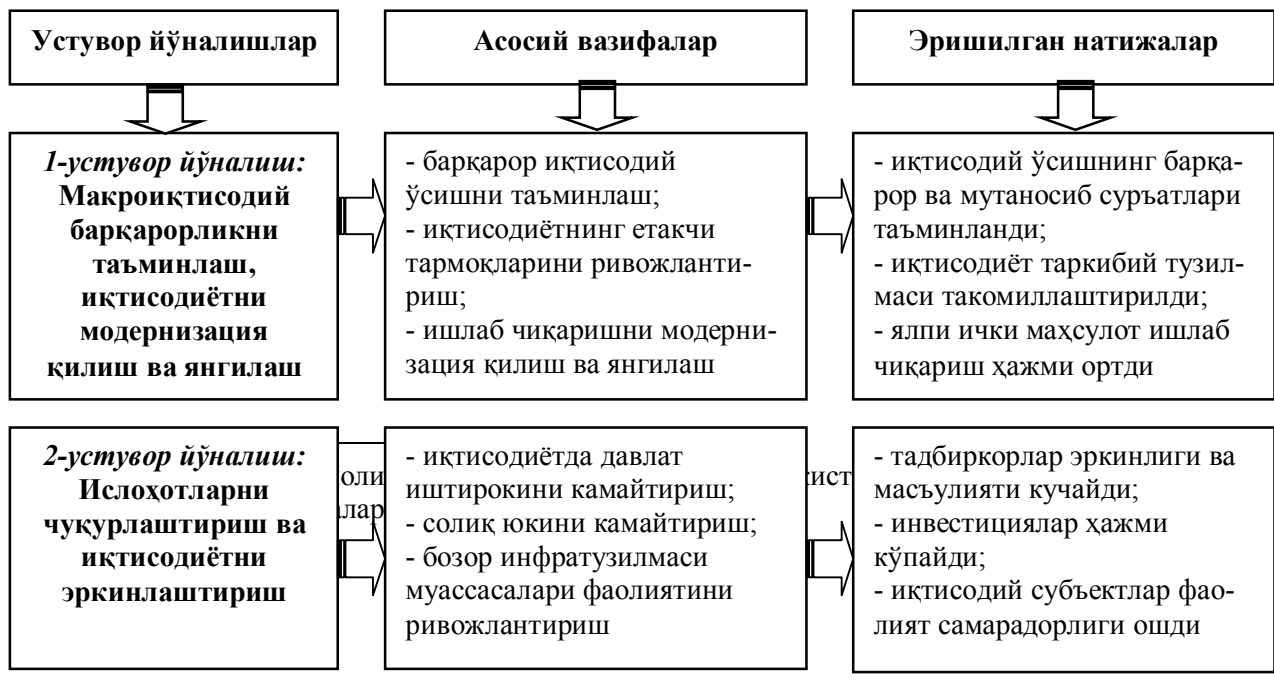 Устувор йўналишлар
Асосий вазифалар
Эришилган натижалар
1-устувор йўналиш:
Макроиқтисодий
барқарорликни
таъминлаш,
иқтисодиётни
модернизация
қилиш ва янгилаш
- барқарор иқтисодий
ўсишни таъминлаш;
- иқтисодиётнинг етакчи
тармоқларини ривожланти-
риш;
- ишлаб чиқаришни модерни-
зация қилиш ва янгилаш
- иқтисодий ўсишнинг барқа-
рор ва мутаносиб суръатлари
таъминланди;
- иқтисодиёт таркибий тузил-
маси такомиллаштирилди;
- ялпи ички маҳсулот ишлаб
чиқариш ҳажми ортди
2-устувор йўналиш:
Ислоҳотларни
чуқурлаштириш ва
иқтисодиётни
эркинлаштириш
- иқтисодиётда давлат
иштирокини камайтириш;
- солиқ юкини камайтириш;
- бозор инфратузилмаси
муассасалари фаолиятини
ривожлантириш
- тадбиркорлар эркинлиги ва
масъулияти кучайди;
- инвестициялар ҳажми
кўпайди;
- иқтисодий субъектлар фао-
лият самарадорлиги ошди